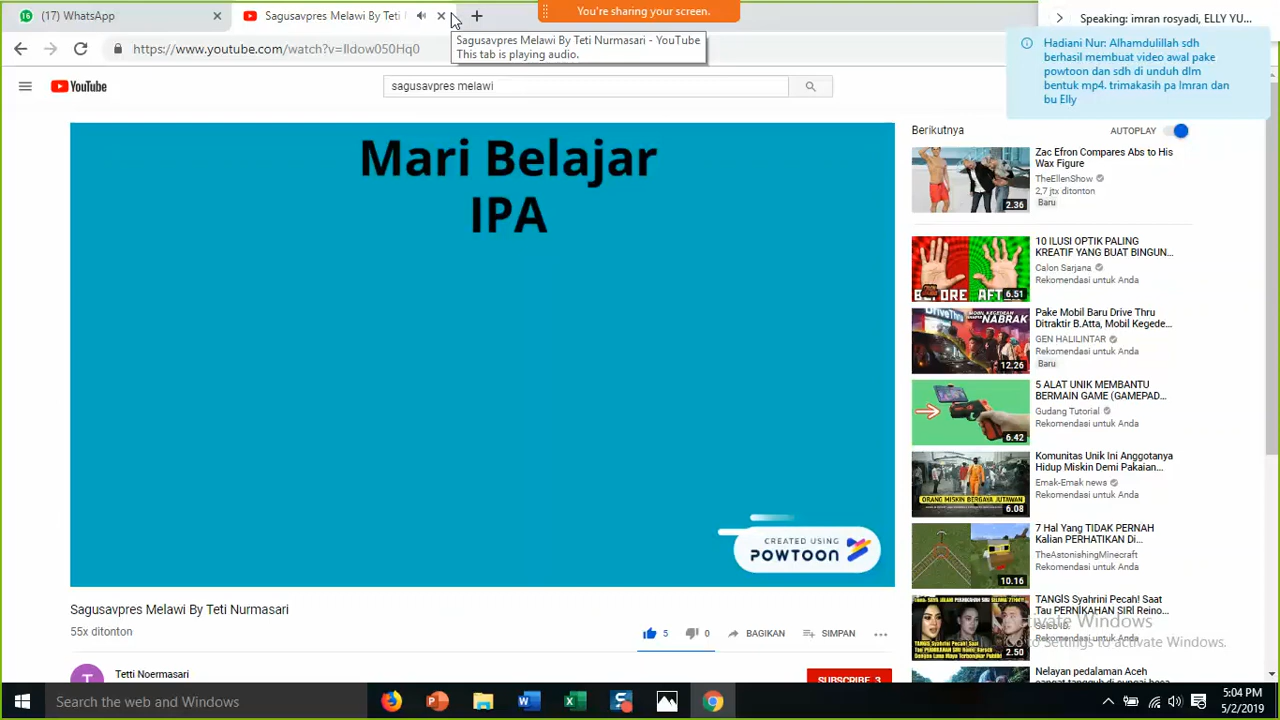 (17) WhatsApp
Sagusavpres Melawi By Teti
You're sharing your screen.
Speaking: imran rosyadi, ELLY YU...
Sagusavpres Melawi By Teti Nurmasari - YouTube
This tab is playing audio.
Hadiani Nur: Alhamdulillah sdh
berhasil membuat video awal pake
powtoon dan sdh di unduh dlm
bentuk mp4. trimakasih pa Imran dan
bu Elly
https://www.youtube.com/watch?v=Ildow050Hq0
YouTube
sagusavpres melawi
Mari Belajar
IPA
CREATED USING
POWTOON
Sagusavpres Melawi By Teti Nurmasari
55x ditonton
5
0
BAGIKAN
SIMPAN
T
Tetti Noermasari
SUBSCRIBE 3
Berikutnya
AUTOPLAY
Zac Efron Compares Abs to His
Wax Figure
TheEllenShow
2,7 jtx ditonton
Baru
2.36
10 ILUSI OPTIK PALING
KREATIF YANG BUAT BINGUN...
Calon Sarjana
Rekomendasi untuk Anda
BEFORE AFTER
6.51
Pake Mobil Baru Drive Thru
Ditraktir B.Atta, Mobil Kegede...
GEN HALILINTAR
Rekomendasi untuk Anda
Baru
MOBIL KEGEDEAN
NABRAK
12.26
5 ALAT UNIK MEMBANTU
BERMAIN GAME (GAMEPAD...
Gudang Tutorial
Rekomendasi untuk Anda
6.42
Komunitas Unik Ini Anggotanya
Hidup Miskin Demi Pakaian...
Emak-Emak news
Rekomendasi untuk Anda
ORANG MISKIN BERGAYA JUTAWAN
6.08
7 Hal Yang TIDAK PERNAH
Kalian PERHATIKAN Di...
TheAstonishingMinecraft
Rekomendasi untuk Anda
10.16
TANGIS Syahrini Pecah! Saat
Tau PERNIKAHAN SIRI Reino...
Seleb ID.
Rekomendasi untuk Anda
2.50
Activate Windows
Go to Settings to activate Windows.
Nelayan pedalaman Aceh
Search the web and Windows
5:04 PM
5/2/2019